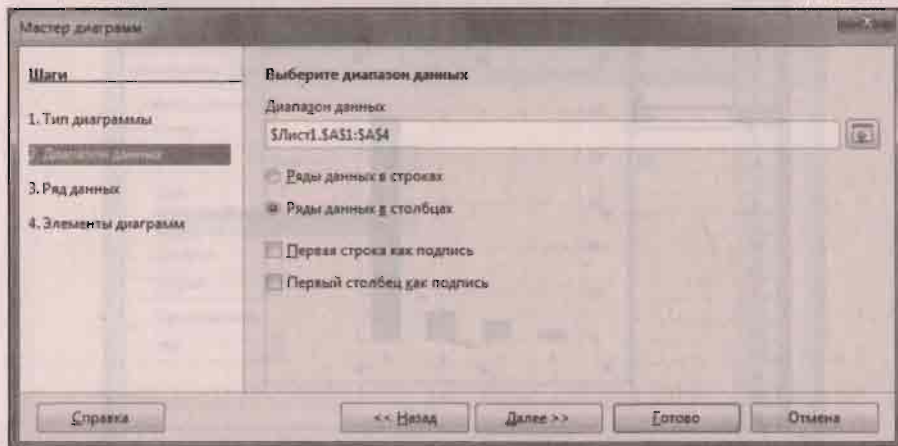 Мастер диаграмм
Шаги
1. Тип диаграммы
2. Диапазон данных
3. Ряд данных
4. Элементы диаграмм
Выберите диапазон данных
Диапазон данных
$Лист1.$A$1:$A$4
Ряды данных в строках
Ряды данных в столбцах
Первая строка как подпись
Первый столбец как подпись
Справка
<< Назад
Далее >>
Готово
Отмена